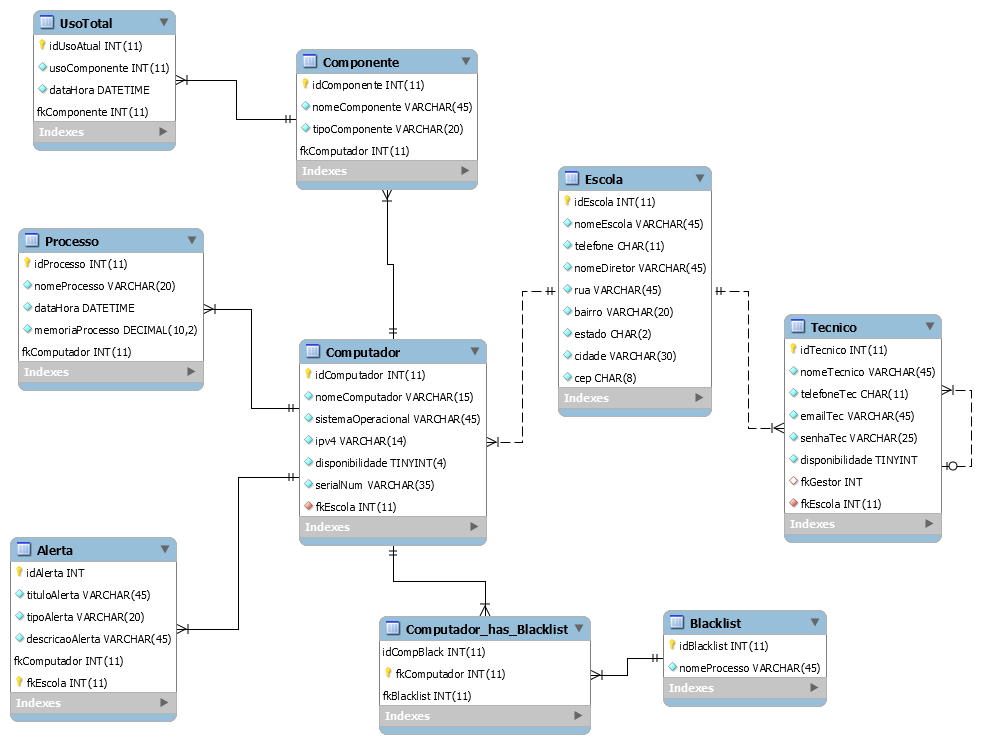 UsoTotal
idUsoAtual INT(11)
usoComponente INT(11)
dataHora DATETIME
fkComponente INT(11)
Indexes
Componente
idComponente INT(11)
nomeComponente VARCHAR(45)
tipoComponente VARCHAR(20)
fkComputador INT(11)
Indexes
Escola
idEscola INT(11)
nomeEscola VARCHAR(45)
telefone CHAR(11)
nomeDiretor VARCHAR(45)
rua VARCHAR(45)
bairro VARCHAR(20)
estado CHAR(2)
cidade VARCHAR(30)
cep CHAR(8)
Indexes
Processo
idProcesso INT(11)
nomeProcesso VARCHAR(20)
dataHora DATETIME
memoriaProcesso DECIMAL(10,2)
fkComputador INT(11)
Indexes
Computador
idComputador INT(11)
nomeComputador VARCHAR(15)
sistemaOperacional VARCHAR(45)
ipv4 VARCHAR(14)
disponibilidade TINYINT(4)
serialNum VARCHAR(35)
fkEscola INT(11)
Indexes
Tecnico
idTecnico INT(11)
nomeTecnico VARCHAR(45)
telefoneTec CHAR(11)
emailTec VARCHAR(45)
senhaTec VARCHAR(25)
disponibilidade TINYINT
fkGestor INT
fkEscola INT(11)
Indexes
Alerta
idAlerta INT
tituloAlerta VARCHAR(45)
tipoAlerta VARCHAR(20)
descricaoAlerta VARCHAR(45)
fkComputador INT(11)
fkEscola INT(11)
Indexes
Computador_has_Blacklist
idCompBlack INT(11)
fkComputador INT(11)
fkBlacklist INT(11)
Indexes
Blacklist
idBlacklist INT(11)
nomeProcesso VARCHAR(45)
Indexes